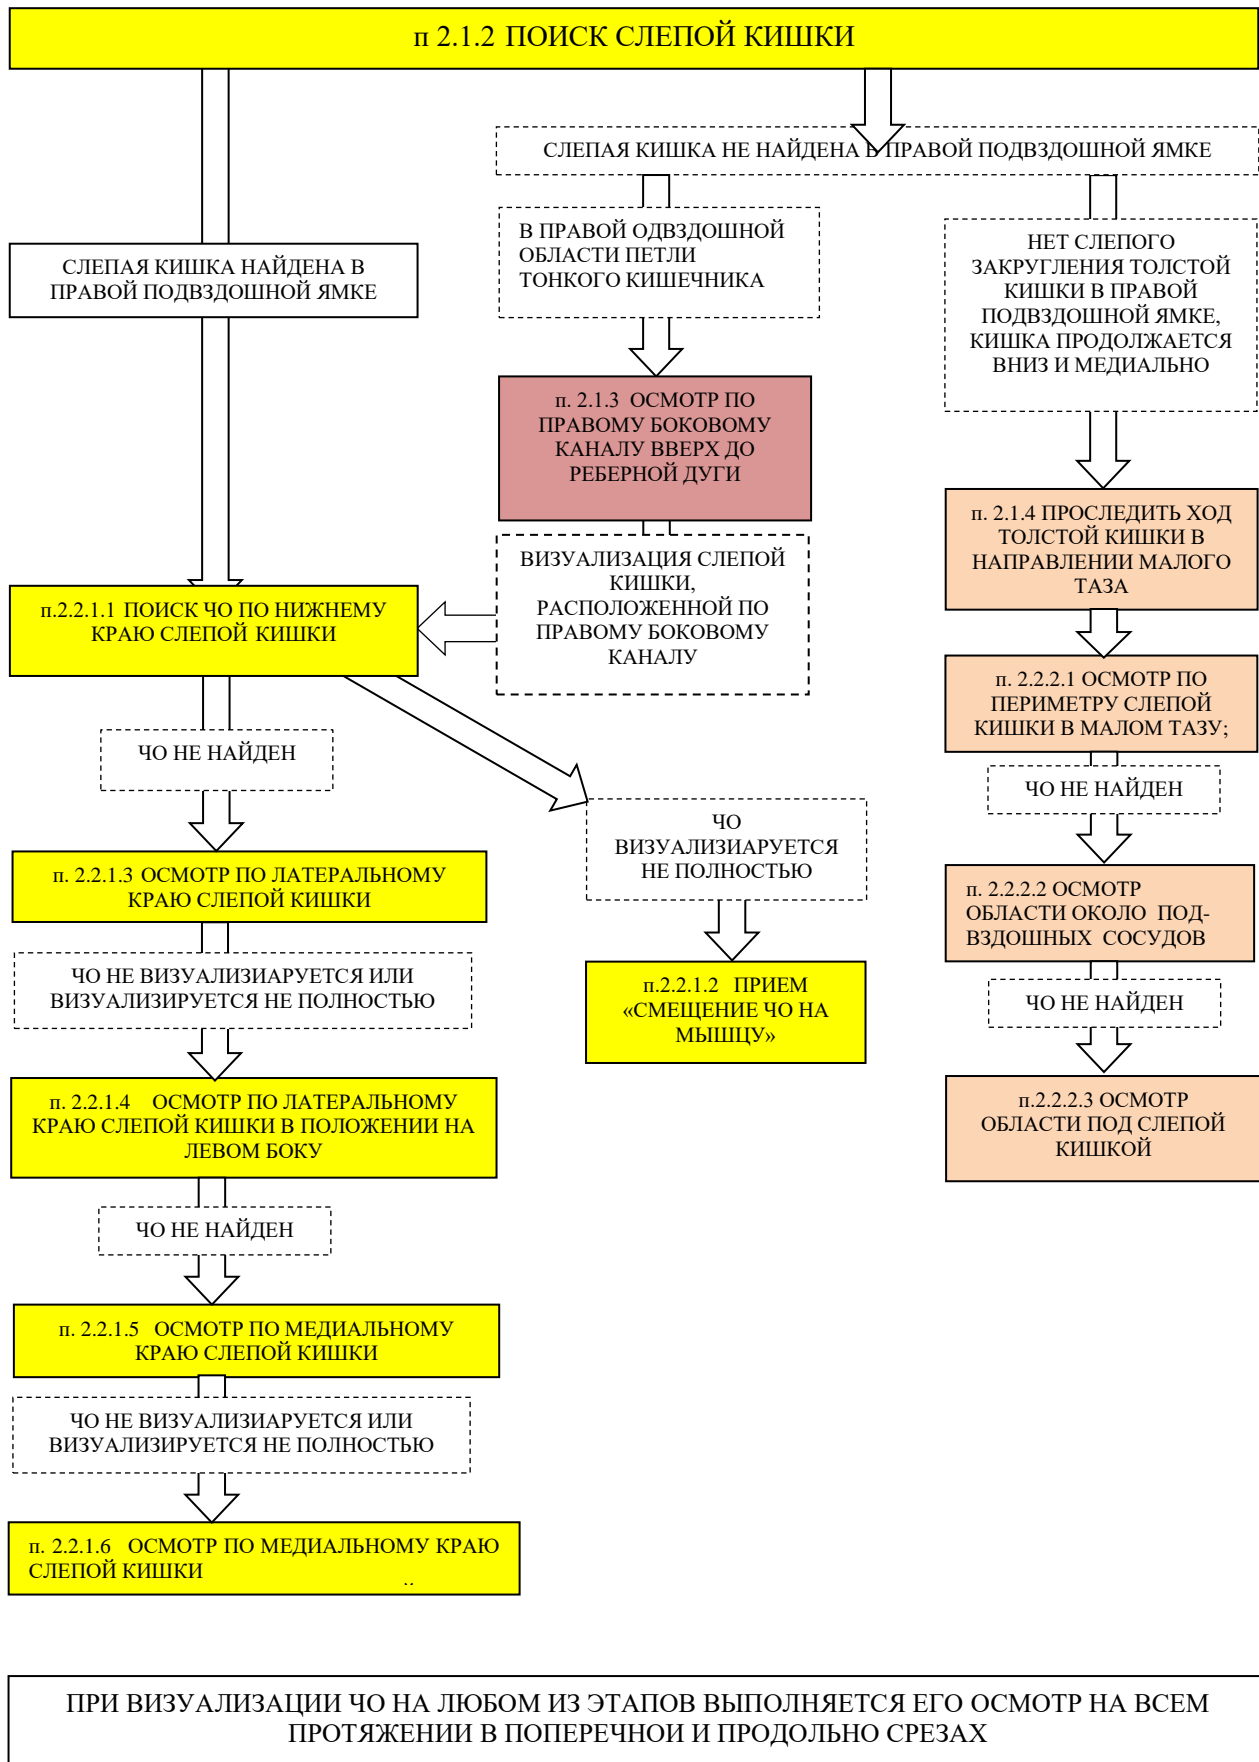 п 2.1.2 ПОИСК СЛЕПОЙ КИШКИ
СЛЕПАЯ КИШКА НЕ НАЙДЕНА В ПРАВОЙ ПОДВЗДОШНОЙ ЯМКЕ
СЛЕПАЯ КИШКА НАЙДЕНА В
ПРАВОЙ ПОДВЗДОШНОЙ ЯМКЕ
В ПРАВОЙ ОДВЗДОШНОЙ
ОБЛАСТИ ПЕТЛИ
ТОНКОГО КИШЕЧНИКА
НЕТ СЛЕПОГО
ЗАКРУГЛЕНИЯ ТОЛСТОЙ
КИШКИ В ПРАВОЙ
ПОДВЗДОШНОЙ ЯМКЕ,
КИШКА ПРОДОЛЖАЕТСЯ
ВНИЗ И МЕДИАЛЬНО
п. 2.1.3 ОСМОТР ПО
ПРАВОМУ БОКОВОМУ
КАНАЛУ ВВЕРХ ДО
РЕБЕРНОЙ ДУГИ
п. 2.1.4 ПРОСЛЕДИТЬ ХОД
ТОЛСТОЙ КИШКИ В
НАПРАВЛЕНИИ МАЛОГО
ТАЗА
ВИЗУАЛИЗАЦИЯ СЛЕПОЙ
КИШКИ,
РАСПОЛОЖЕННОЙ ПО
ПРАВОМУ БОКОВОМУ
КАНАЛУ
п.2.2.1.1 ПОИСК ЧО ПО НИЖНЕМУ
КРАЮ СЛЕПОЙ КИШКИ
п. 2.2.2.1 ОСМОТР ПО
ПЕРИМЕТРУ СЛЕПОЙ
КИШКИ В МАЛОМ ТАЗУ;
ЧО НЕ НАЙДЕН
ЧО НЕ НАЙДЕН
ЧО
ВИЗУАЛИЗИАРУЕТСЯ
НЕ ПОЛНОСТЬЮ
п. 2.2.1.3 ОСМОТР ПО ЛАТЕРАЛЬНОМУ
КРАЮ СЛЕПОЙ КИШКИ
п. 2.2.2.2 ОСМОТР
ОБЛАСТИ ОКОЛО ПОД-
ВЗДОШНЫХ СОСУДОВ
ЧО НЕ ВИЗУАЛИЗИАРУЕТСЯ ИЛИ
ВИЗУАЛИЗИРУЕТСЯ НЕ ПОЛНОСТЬЮ
п.2.2.1.2 ПРИЕМ
«СМЕЩЕНИЕ ЧО НА
МЫШЦУ»
ЧО НЕ НАЙДЕН
п. 2.2.1.4 ОСМОТР ПО ЛАТЕРАЛЬНОМУ
КРАЮ СЛЕПОЙ КИШКИ В ПОЛОЖЕНИИ НА
ЛЕВОМ БОКУ
п.2.2.2.3 ОСМОТР
ОБЛАСТИ ПОД СЛЕПОЙ
КИШКОЙ
ЧО НЕ НАЙДЕН
п. 2.2.1.5 ОСМОТР ПО МЕДИАЛЬНОМУ
КРАЮ СЛЕПОЙ КИШКИ
ЧО НЕ ВИЗУАЛИЗИАРУЕТСЯ ИЛИ
ВИЗУАЛИЗИРУЕТСЯ НЕ ПОЛНОСТЬЮ
п. 2.2.1.6 ОСМОТР ПО МЕДИАЛЬНОМУ КРАЮ
СЛЕПОЙ КИШКИ
ПРИ ВИЗУАЛИЗАЦИИ ЧО НА ЛЮБОМ ИЗ ЭТАПОВ ВЫПОЛНЯЕТСЯ ЕГО ОСМОТР НА ВСЕМ
ПРОТЯЖЕНИИ В ПОПЕРЕЧНОИ И ПРОДОЛЬНО СРЕЗАХ